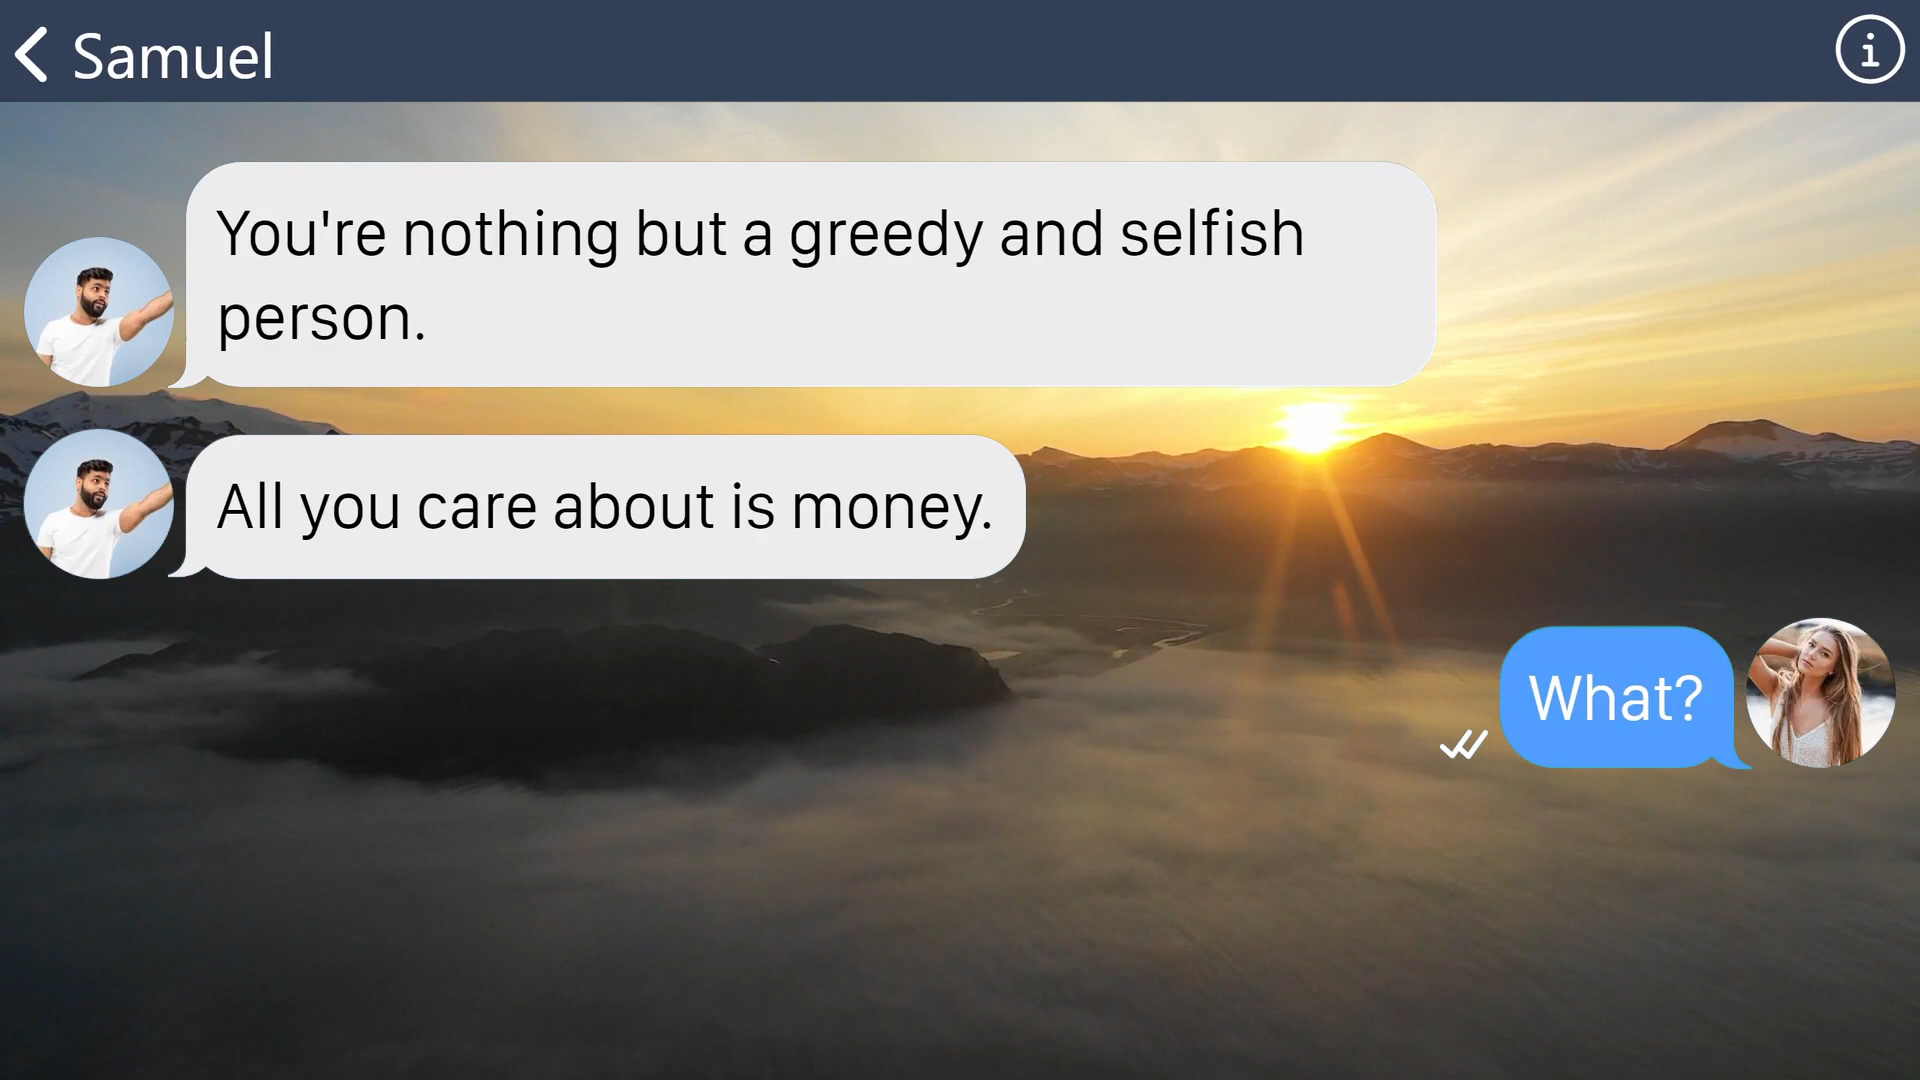 Samuel
You're nothing but a greedy and selfish
person.
All you care about is money.
What?